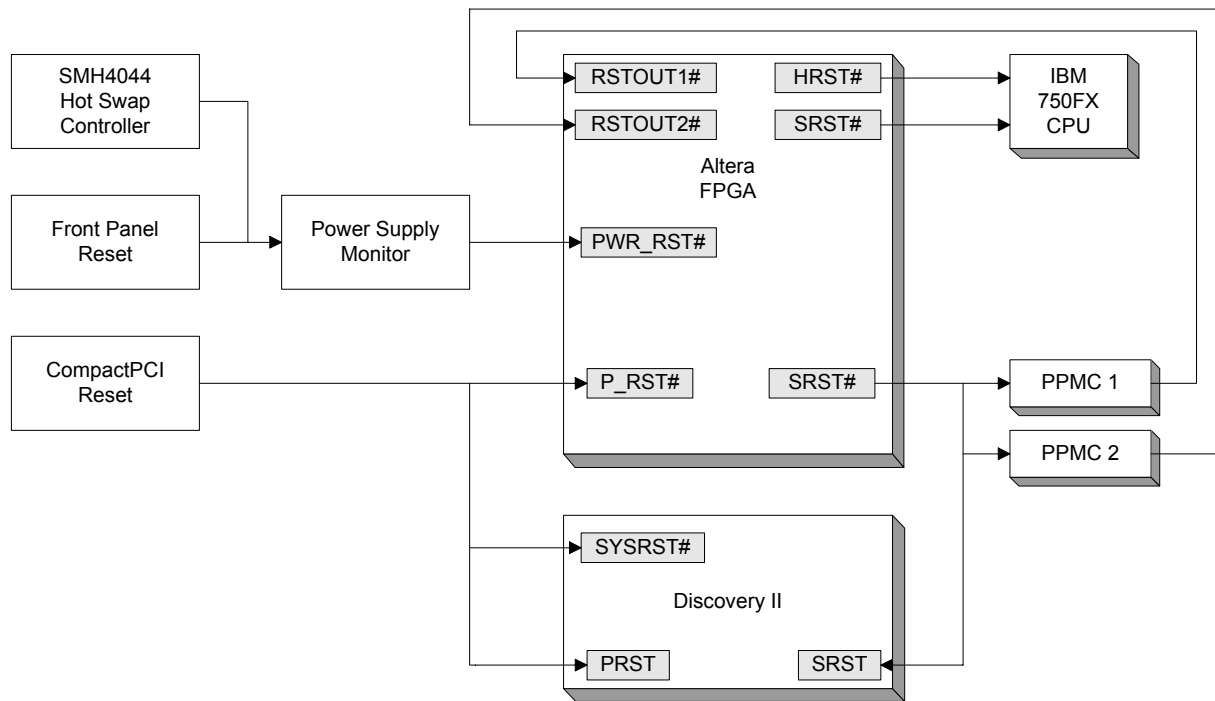 SMH4044
Hot Swap
Controller
Front Panel
Reset
CompactPCI
Reset
Power Supply
Monitor
RSTOUT1#
RSTOUT2#
HRST#
SRST#
Altera
FPGA
PWR_RST#
P_RST#
SRST#
IBM
750FX
CPU
PPMC 1
PPMC 2
SYSRST#
Discovery II
PRST
SRST